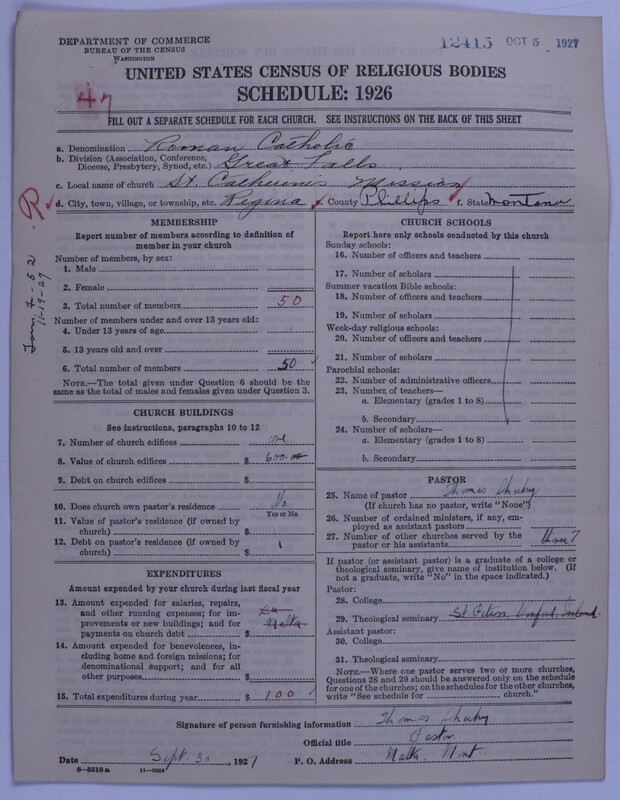 DEPARTMENT OF COMMERCE
BUREAU OF THE CENSUS
WASHINGTON
12415 OCT 5 1927
UNITED STATES CENSUS OF RELIGIOUS BODIES
SCHEDULE: 1926
47
FILL OUT A SEPARATE SCHEDULE FOR EACH CHURCH. SEE INSTRUCTIONS ON THE BACK OF THIS SHEET
a. Denomination Roman Catholic
b. Division (Association, Conference, Diocese, Presbytery, Synod, etc.) Great Falls
c. Local name of church St. Catherine's Mission
d. City, town, village, or township, etc. Regina e. County Phillips f. State Montana
R
11-19-27
MEMBERSHIP
Report number of members according to definition of member in your church
Number of members, by sex:
1. Male
2. Female
3. Total number of members 50
Number of members under and over 13 years old:
4. Under 13 years of age
5. 13 years old and over
6. Total number of members 50
NOTE.—The total given under Question 6 should be the same as the total of males and females given under Question 3.
CHURCH BUILDINGS
See instructions, paragraphs 10 to 12
7. Number of church edifices one
8. Value of church edifices $ 600
9. Debt on church edifices $
10. Does church own pastor's residence No
Yes or No
11. Value of pastor's residence (if owned by church) $
12. Debt on pastor's residence (if owned by church) $
EXPENDITURES
Amount expended by your church during last fiscal year
13. Amount expended for salaries, repairs, and other running expenses; for improvements or new buildings; and for payments on church debt $ Malta
14. Amount expended for benevolences, including home and foreign missions; for denominational support; and for all other purposes $
15. Total expenditures during year $ 100
CHURCH SCHOOLS
Report here only schools conducted by this church
Sunday schools:
16. Number of officers and teachers
17. Number of scholars
Summer vacation Bible schools:
18. Number of officers and teachers
19. Number of scholars
Week-day religious schools:
20. Number of officers and teachers
21. Number of scholars
Parochial schools:
22. Number of administrative officers
23. Number of teachers—
a. Elementary (grades 1 to 8)
b. Secondary
24. Number of scholars—
a. Elementary (grades 1 to 8)
b. Secondary
PASTOR
25. Name of pastor Thomas
(If church has no pastor, write "None")
26. Number of ordained ministers, if any, employed as assistant pastors
27. Number of other churches served by the pastor or his assistants three 7
If pastor (or assistant pastor) is a graduate of a college or theological seminary, give name of institution below. (If not a graduate, write "No" in the space indicated.)
Pastor:
28. College
29. Theological seminary St. Peters Wexford, Ireland
Assistant pastor:
30. College
31. Theological seminary
NOTE.—Where one pastor serves two or more churches, Questions 28 and 29 should be answered only on the schedule for one of the churches; on the schedules for the other churches, write "See schedule for church."
Signature of person furnishing information Thomas
Official title Pastor
Date Sept. 30, 1927 P. O. Address Malta, Mont.
8—5518a 11—9034